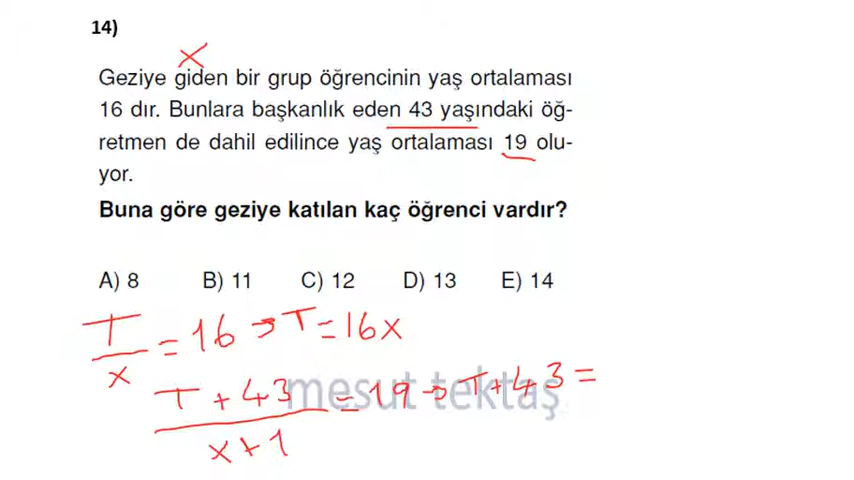 14)
x
Geziye giden bir grup öğrencinin yaş ortalaması
16 dır. Bunlara başkanlık eden 43 yaşındaki öğ-
retmen de dahil edilince yaş ortalaması 19 olu-
yor.
Buna göre geziye katılan kaç öğrenci vardır?
A) 8 B) 11 C) 12 D) 13 E) 14
T/x = 16 → T = 16x
(T + 43)/(x + 1) = 19 → T + 43 =
mesut tektaş